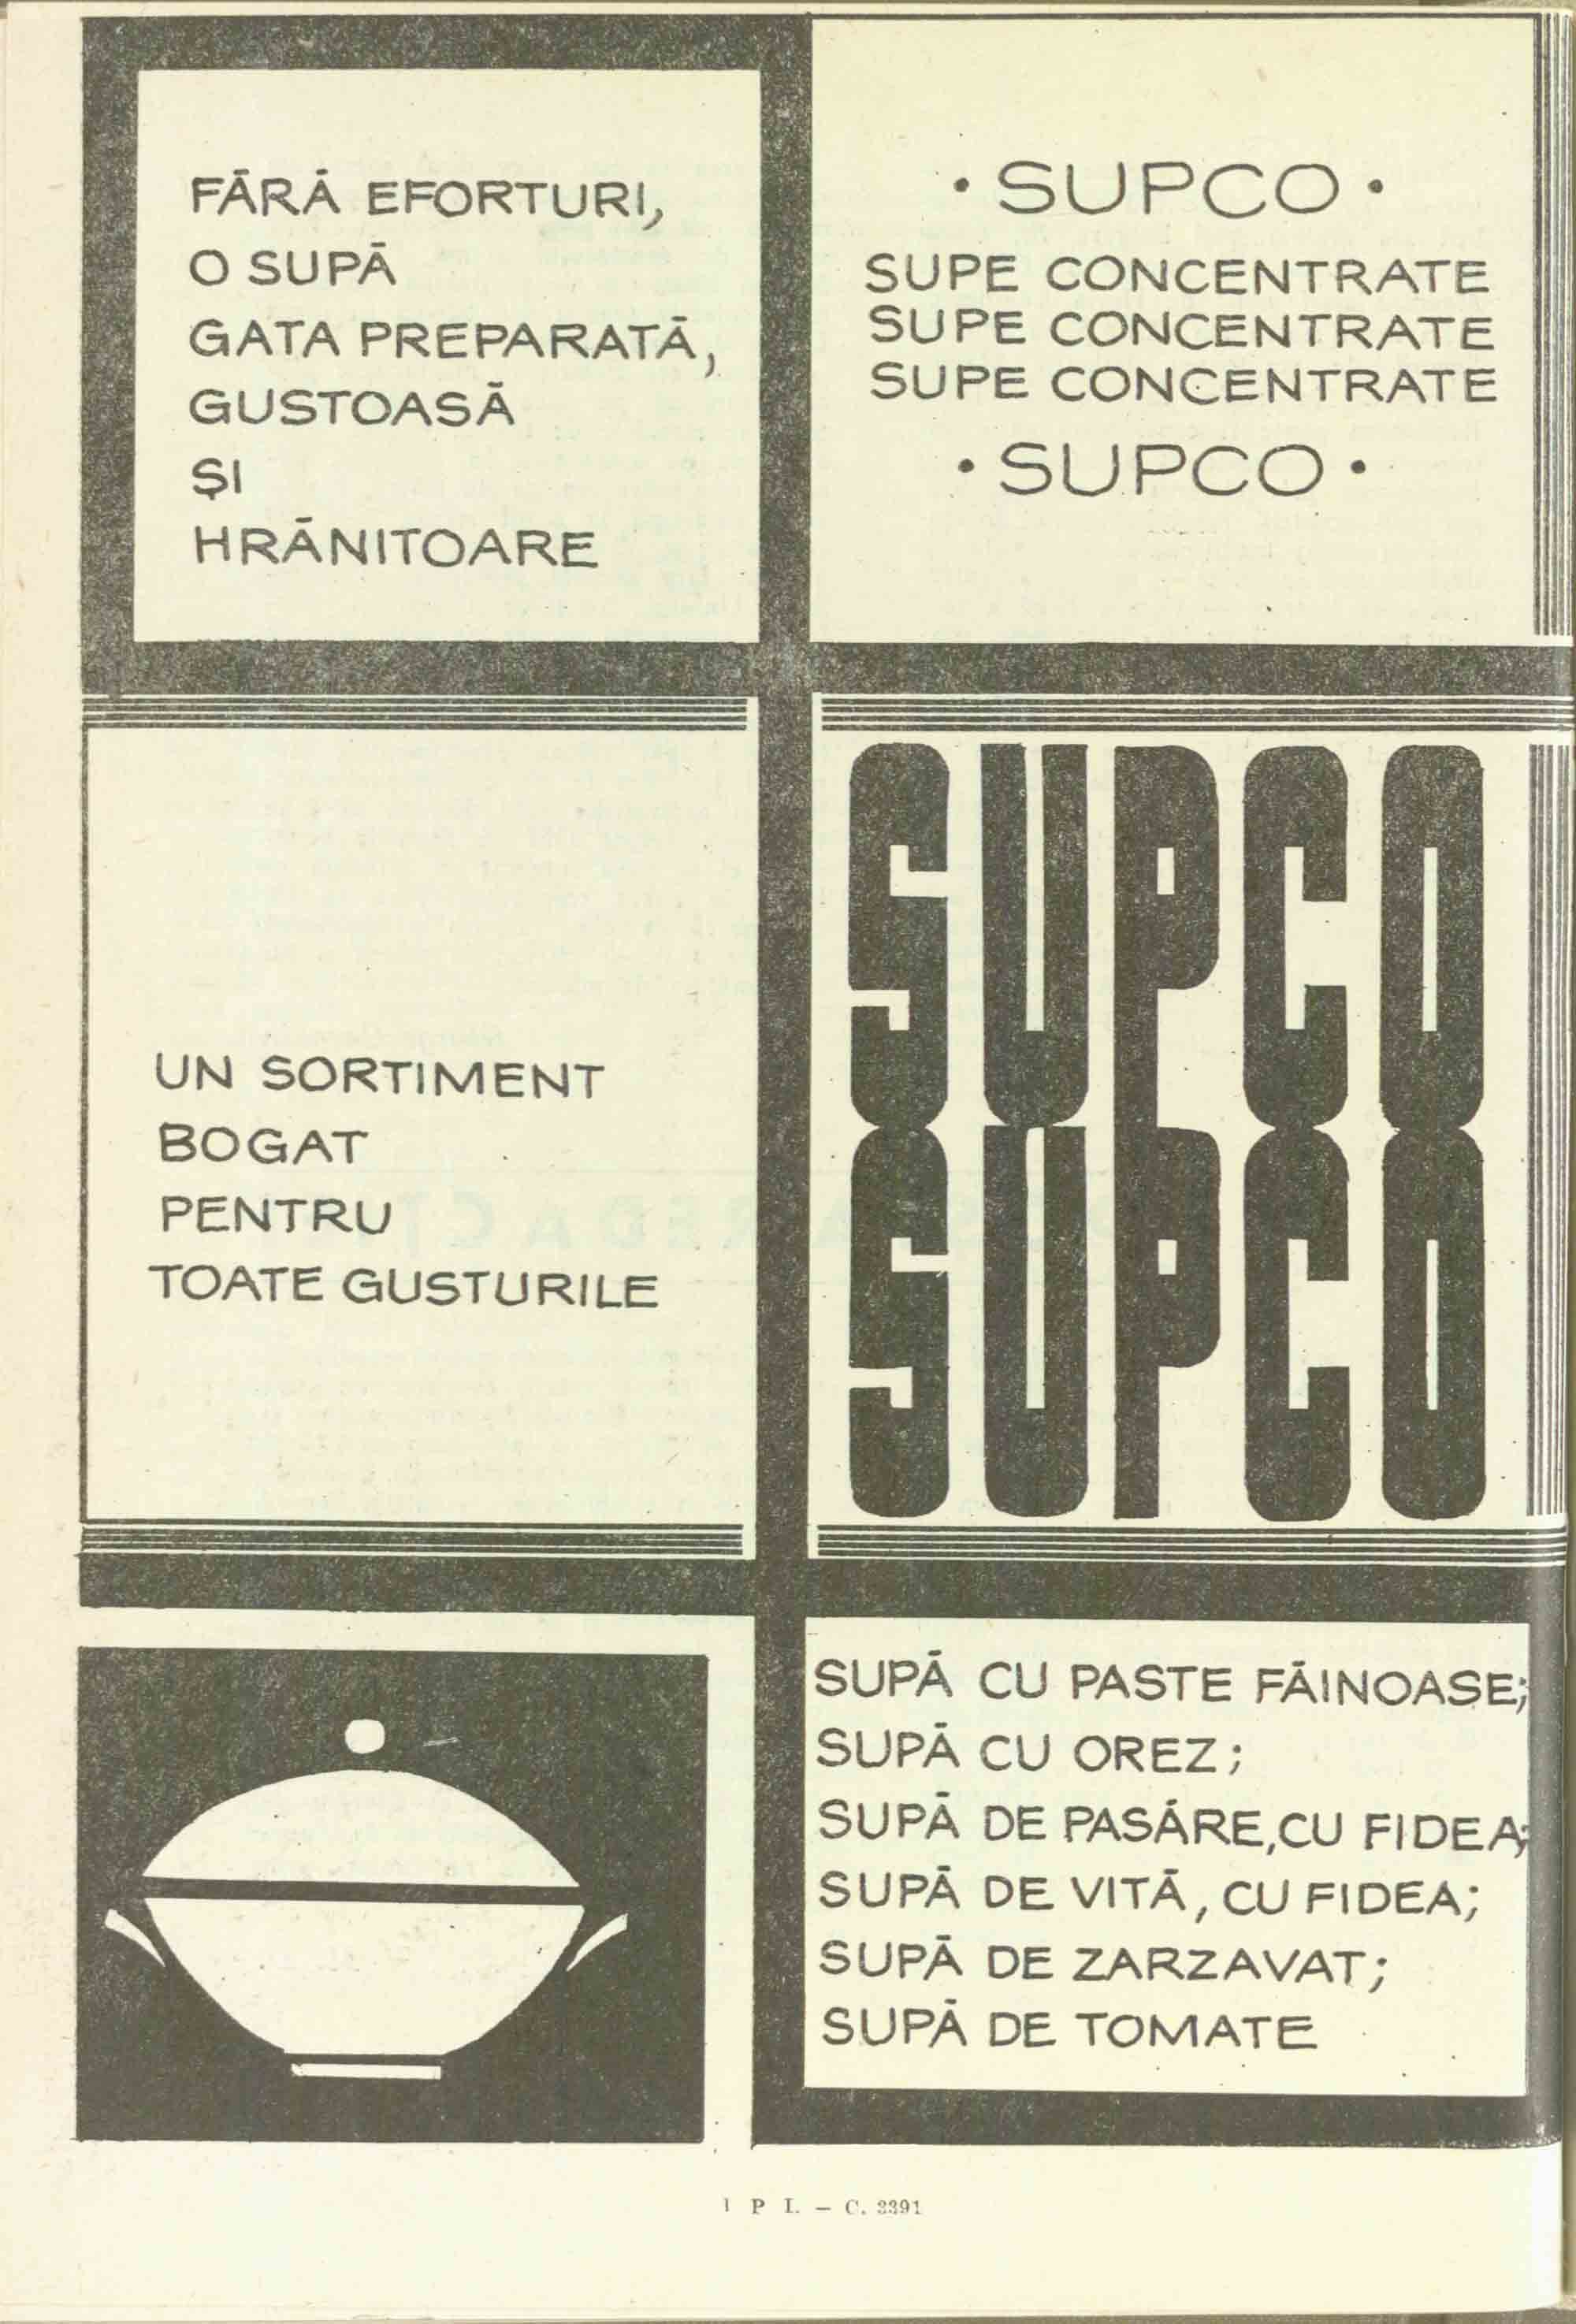 FĂRĂ EFORTURI,
O SUPĂ
GATA PREPARATĂ,
GUSTOASĂ
ȘI
HRĂNITOARE
• SUPCO •
SUPE CONCENTRATE
SUPE CONCENTRATE
SUPE CONCENTRATE
• SUPCO •
UN SORTIMENT
BOGAT
PENTRU
TOATE GUSTURILE
SUPCO
SUPCO
SUPĂ CU PASTE FĂINOASE;
SUPĂ CU OREZ;
SUPĂ DE PASĂRE, CU FIDEA;
SUPĂ DE VITĂ, CU FIDEA;
SUPĂ DE ZARZAVAT;
SUPĂ DE TOMATE
I P L – C. 3391